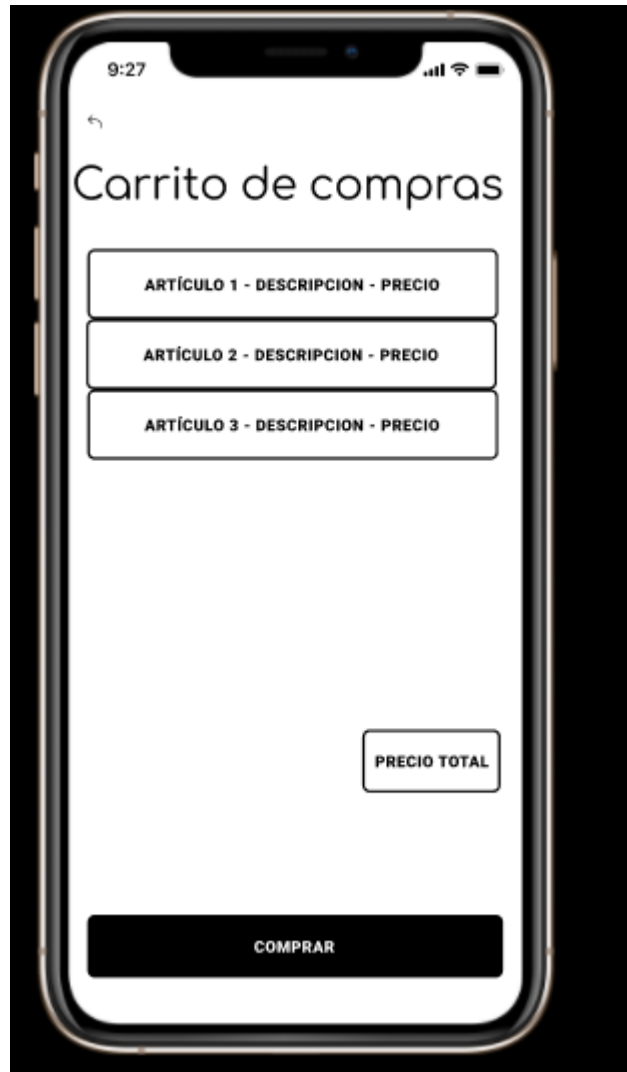 9:27
Carrito de compras
ARTÍCULO 1 - DESCRIPCION - PRECIO
ARTÍCULO 2 - DESCRIPCION - PRECIO
ARTÍCULO 3 - DESCRIPCION - PRECIO
PRECIO TOTAL
COMPRAR